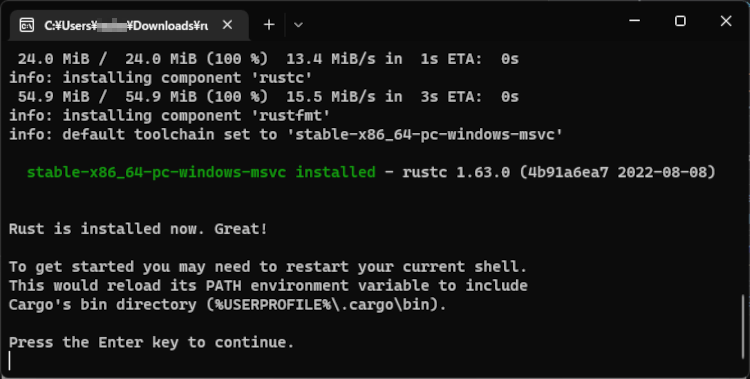 C:¥Users¥ ¥Downloads¥ru
24.0 MiB /  24.0 MiB (100 %)  13.4 MiB/s in  1s ETA:  0s
info: installing component 'rustc'
54.9 MiB /  54.9 MiB (100 %)  15.5 MiB/s in  3s ETA:  0s
info: installing component 'rustfmt'
info: default toolchain set to 'stable-x86_64-pc-windows-msvc'
stable-x86_64-pc-windows-msvc installed - rustc 1.63.0 (4b91a6ea7 2022-08-08)
Rust is installed now. Great!
To get started you may need to restart your current shell.
This would reload its PATH environment variable to include
Cargo's bin directory (%USERPROFILE%\.cargo\bin).
Press the Enter key to continue.